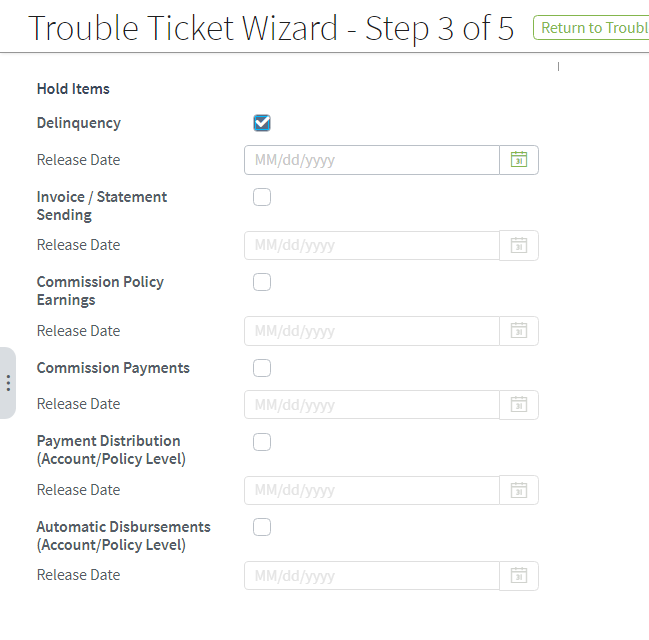 Trouble Ticket Wizard - Step 3 of 5
Return to Troubl
Hold Items
Delinquency
Release Date
MM/dd/yyyy
Invoice / Statement
Sending
Release Date
MM/dd/yyyy
Commission Policy
Earnings
Release Date
MM/dd/yyyy
Commission Payments
Release Date
MM/dd/yyyy
Payment Distribution
(Account/Policy Level)
Release Date
MM/dd/yyyy
Automatic Disbursements
(Account/Policy Level)
Release Date
MM/dd/yyyy